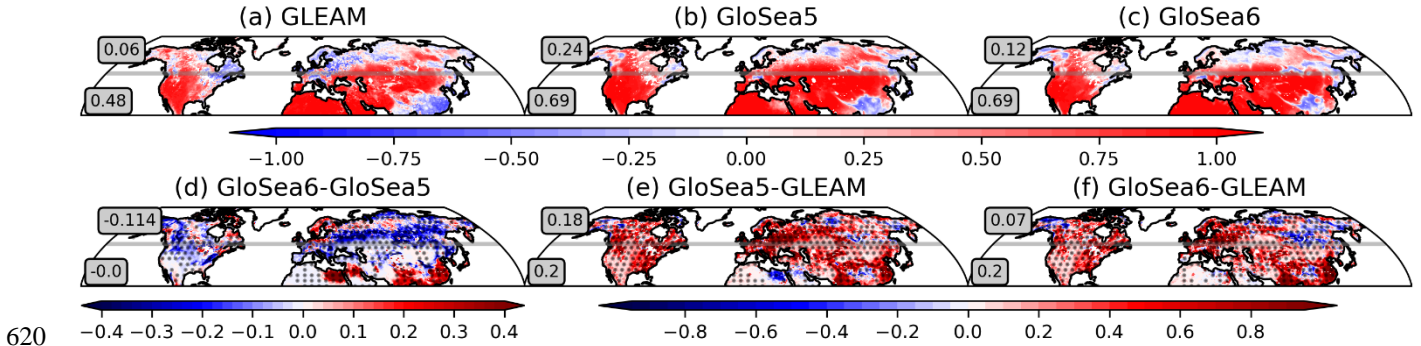 (a) GLEAM
(b) GloSea5
(c) GloSea6
0.06
0.24
0.12
0.48
0.69
0.69
−1.00 −0.75 −0.50 −0.25 0.00 0.25 0.50 0.75 1.00
(d) GloSea6-GloSea5
(e) GloSea5-GLEAM
(f) GloSea6-GLEAM
-0.114
0.18
0.07
-0.0
0.2
0.2
−0.4 −0.3 −0.2 −0.1 0.0 0.1 0.2 0.3 0.4
−0.8 −0.6 −0.4 −0.2 0.0 0.2 0.4 0.6 0.8
620